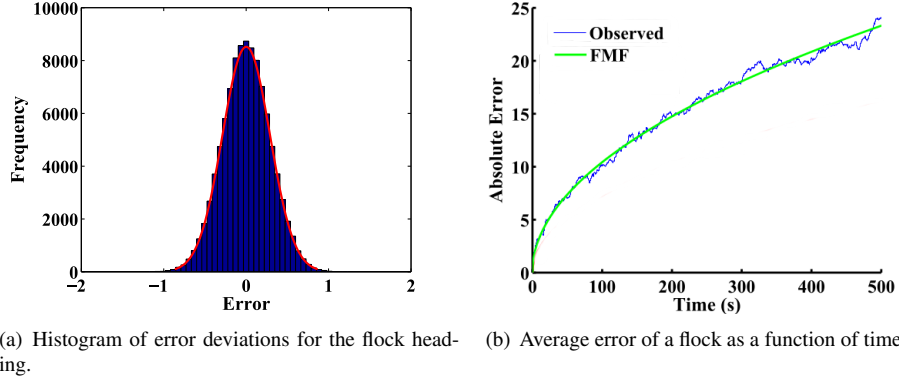 10000
8000
6000
4000
2000
0
Frequency
−2
−1
0
1
2
Error
25
20
15
10
5
0
Absolute Error
Observed
FMF
0
100
200
300
400
500
Time (s)
(a) Histogram of error deviations for the flock head-
ing.
(b) Average error of a flock as a function of time